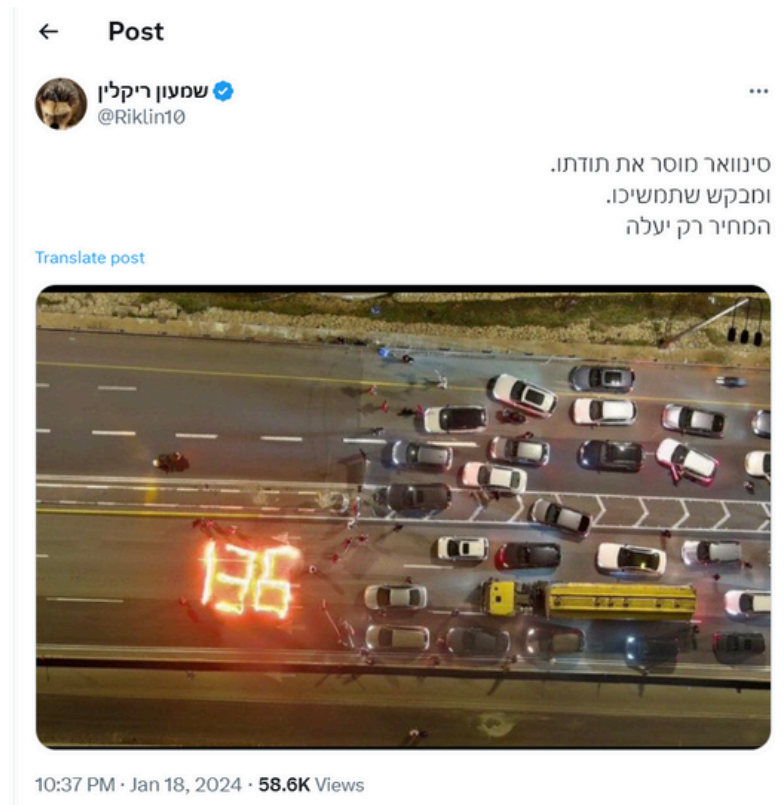 Post
שמעון ריקלין
@Riklin10
סינוואר מוסר את תודתו.
ומבקש שתמשיכו.
המחיר רק יעלה
Translate post
136
10:37 PM · Jan 18, 2024 · 58.6K Views